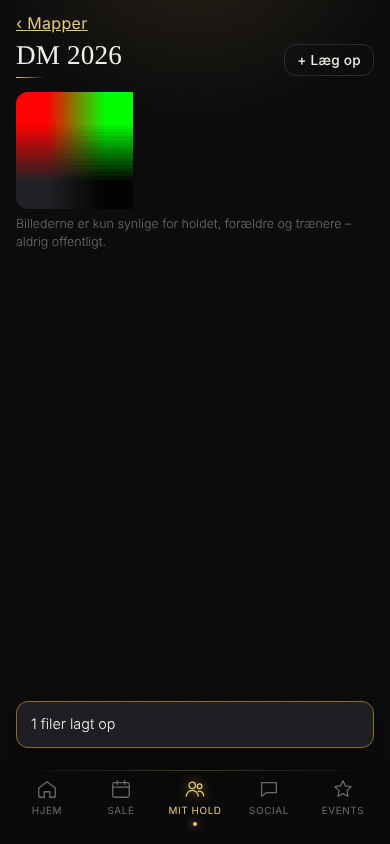 ‹ Mapper
DM 2026
+ Læg op
Billederne er kun synlige for holdet, forældre og trænere –
aldrig offentligt.
1 filer lagt op
HJEM
SALE
MIT HOLD
SOCIAL
EVENTS